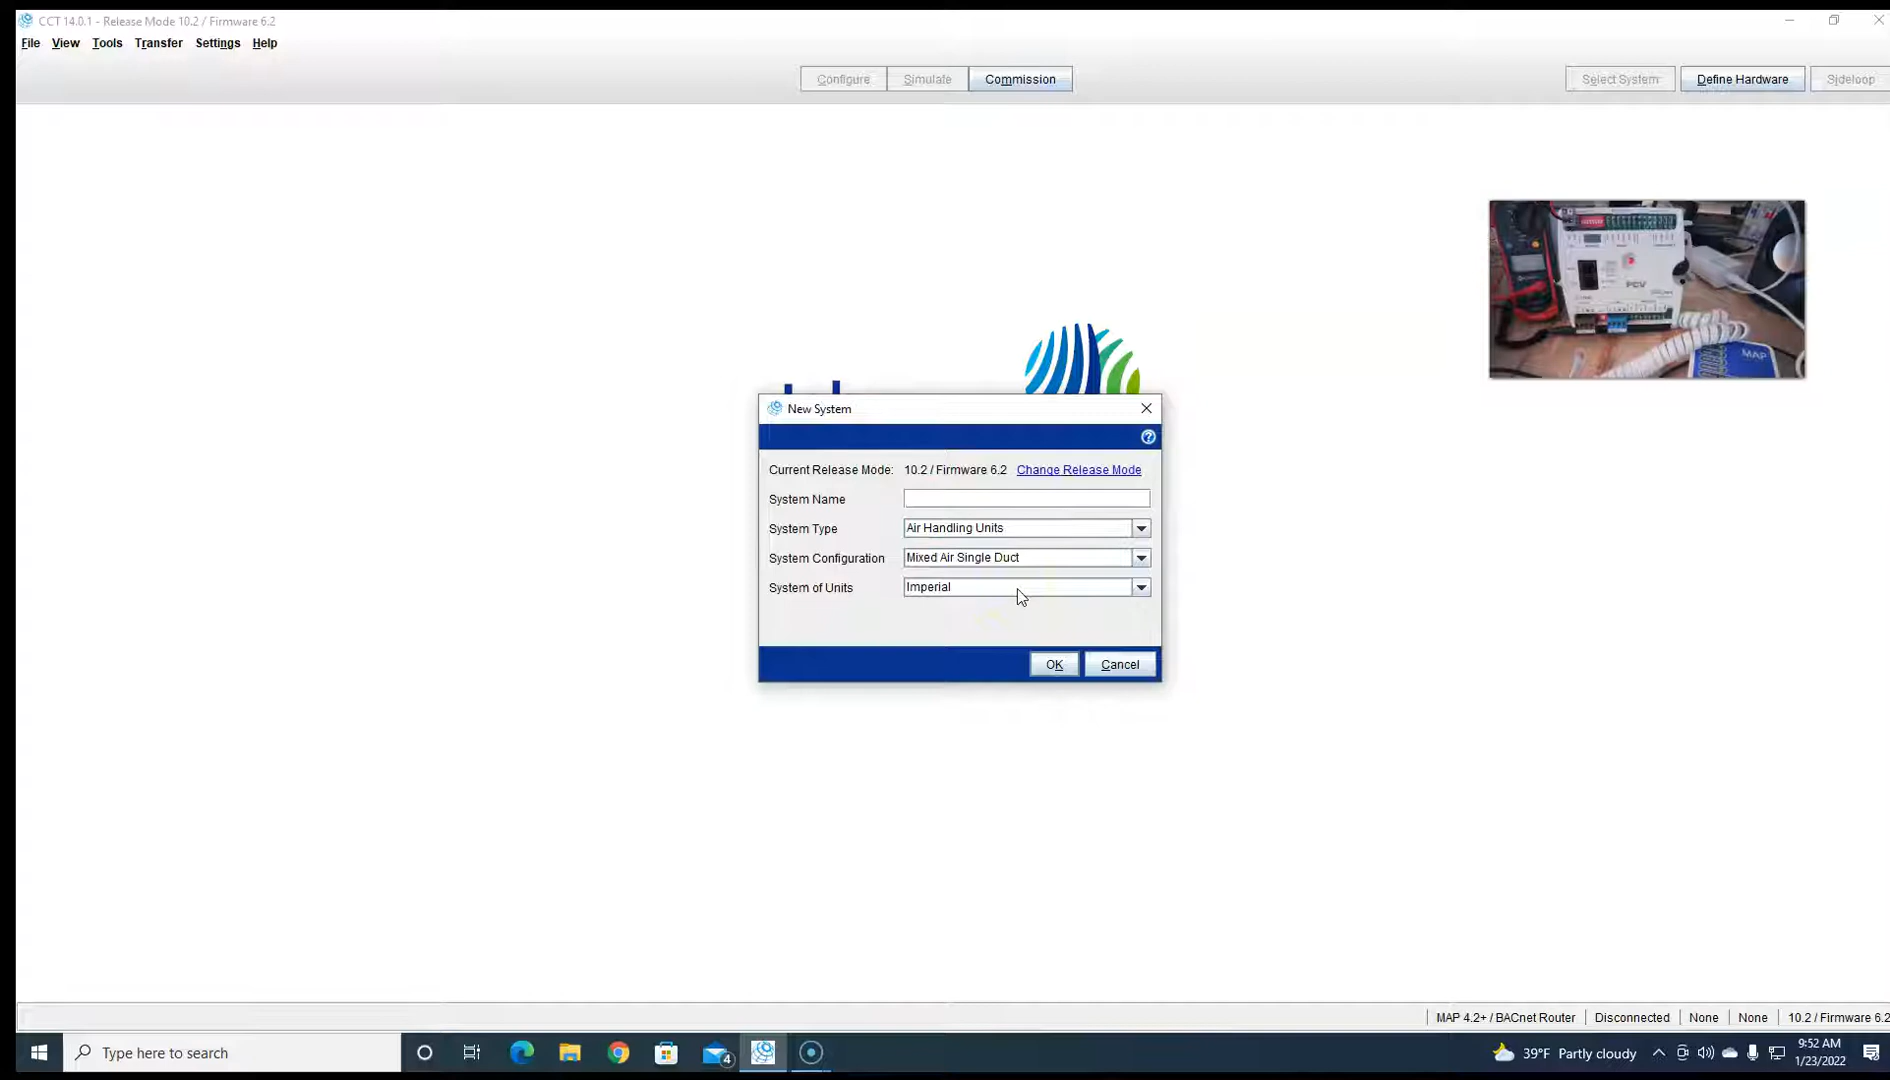 CCT 14.0.1 - Release Mode 10.2 / Firmware 6.2
File View Tools Transfer Settings Help
Configure Simulate Commission
Select System Define Hardware Sideloop
PCV
MAP
New System
Current Release Mode: 10.2 / Firmware 6.2 Change Release Mode
System Name
System Type Air Handling Units
System Configuration Mixed Air Single Duct
System of Units Imperial
OK Cancel
MAP 4.2+ / BACnet Router Disconnected None None 10.2 / Firmware 6.2
Type here to search
4
39°F Partly cloudy
9:52 AM
1/23/2022